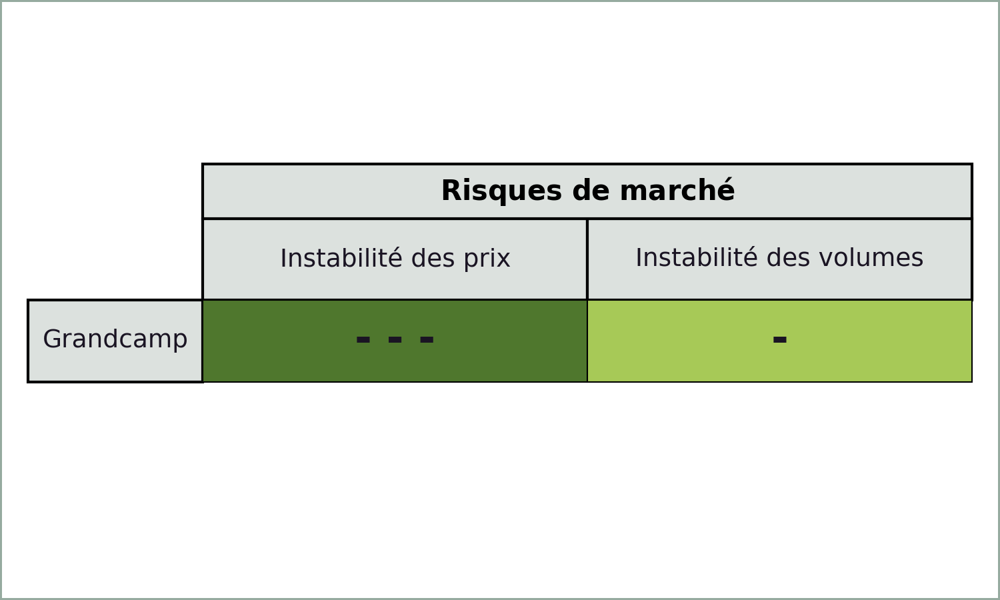 Risques de marché
Instabilité des prix
Instabilité des volumes
Grandcamp
- - -
-